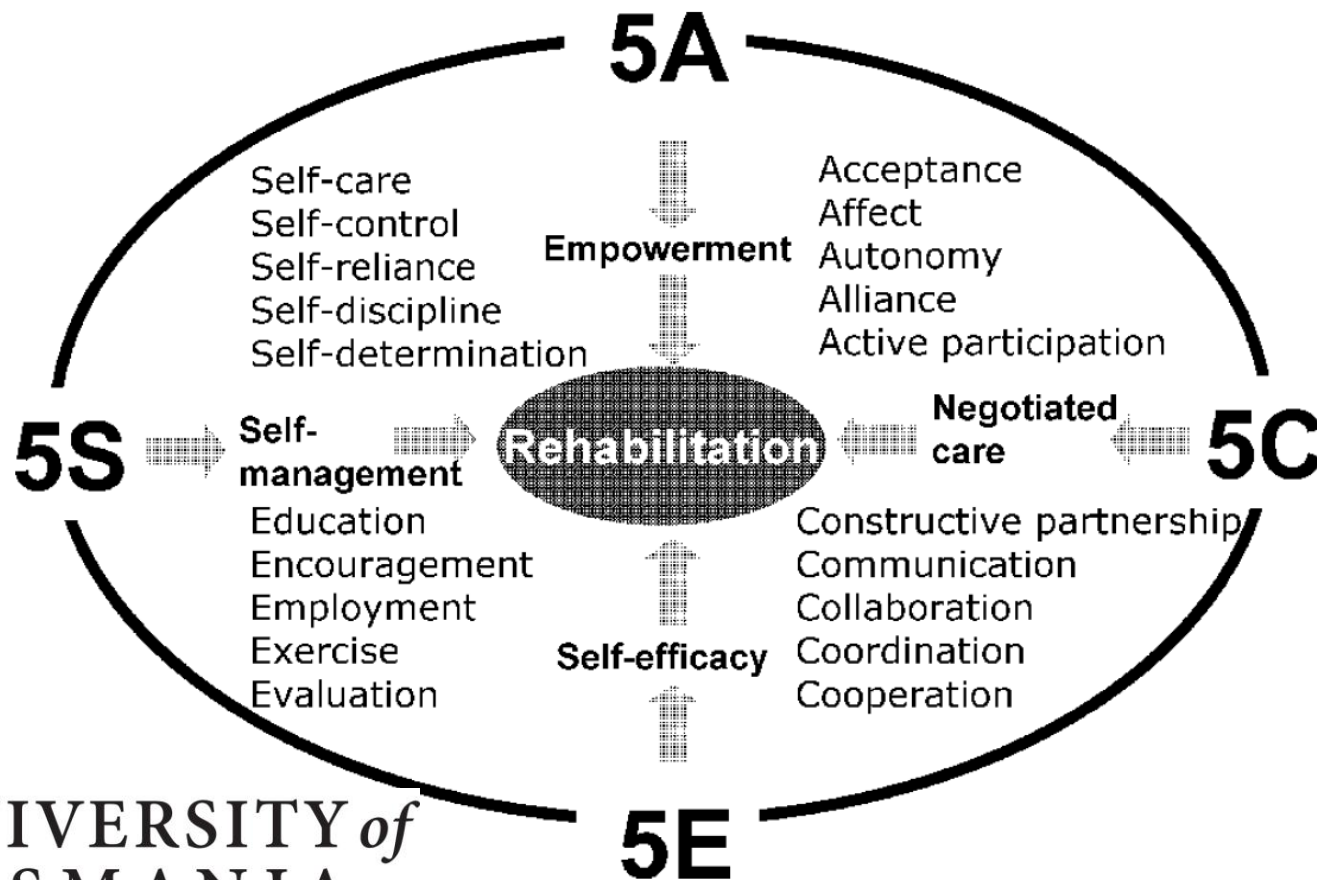 5A
Self-care
Self-control
Self-reliance
Self-discipline
Self-determination
Empowerment
Acceptance
Affect
Autonomy
Alliance
Active participation
5S
Self-
management
Rehabilitation
Negotiated
care
5C
Education
Encouragement
Employment
Exercise
Evaluation
Self-efficacy
Constructive partnership
Communication
Collaboration
Coordination
Cooperation
5E
IVERSITY of